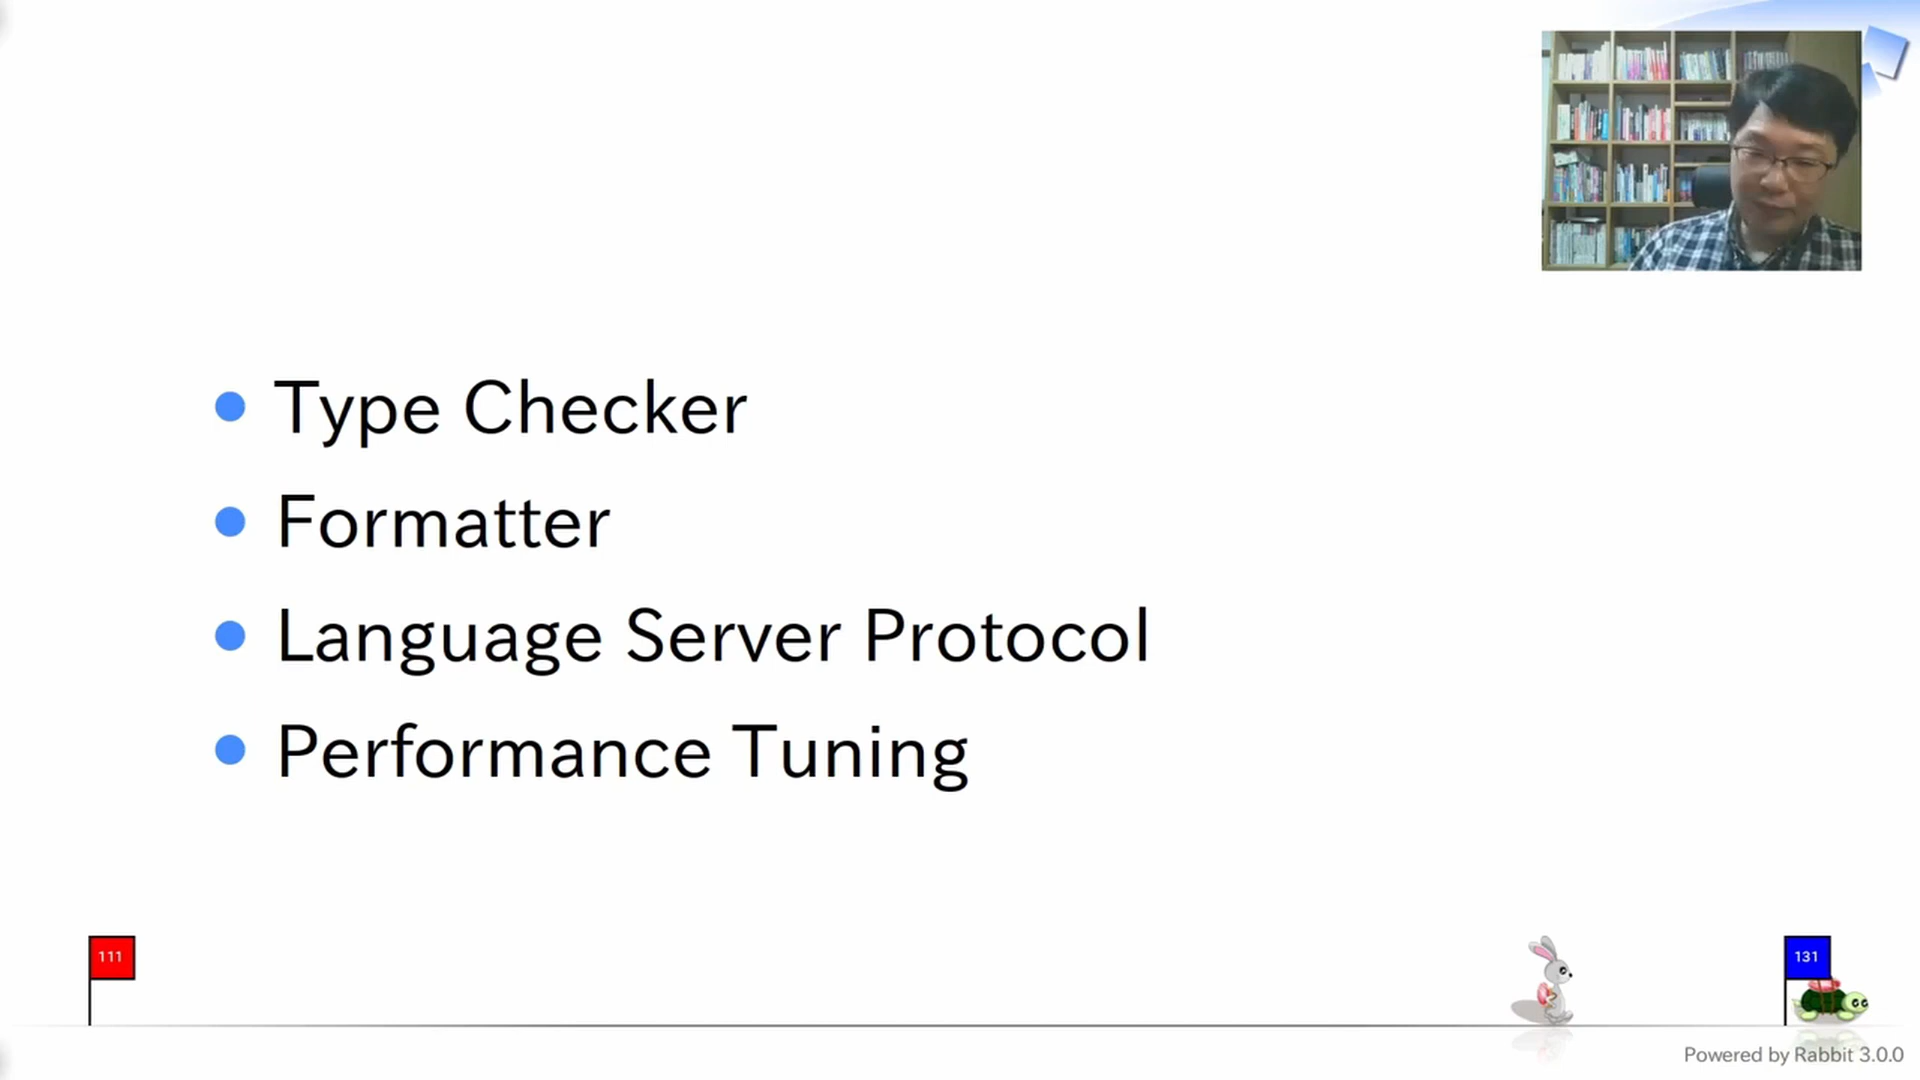 Type Checker
Formatter
Language Server Protocol
Performance Tuning
111
131
Powered by Rabbit 3.0.0